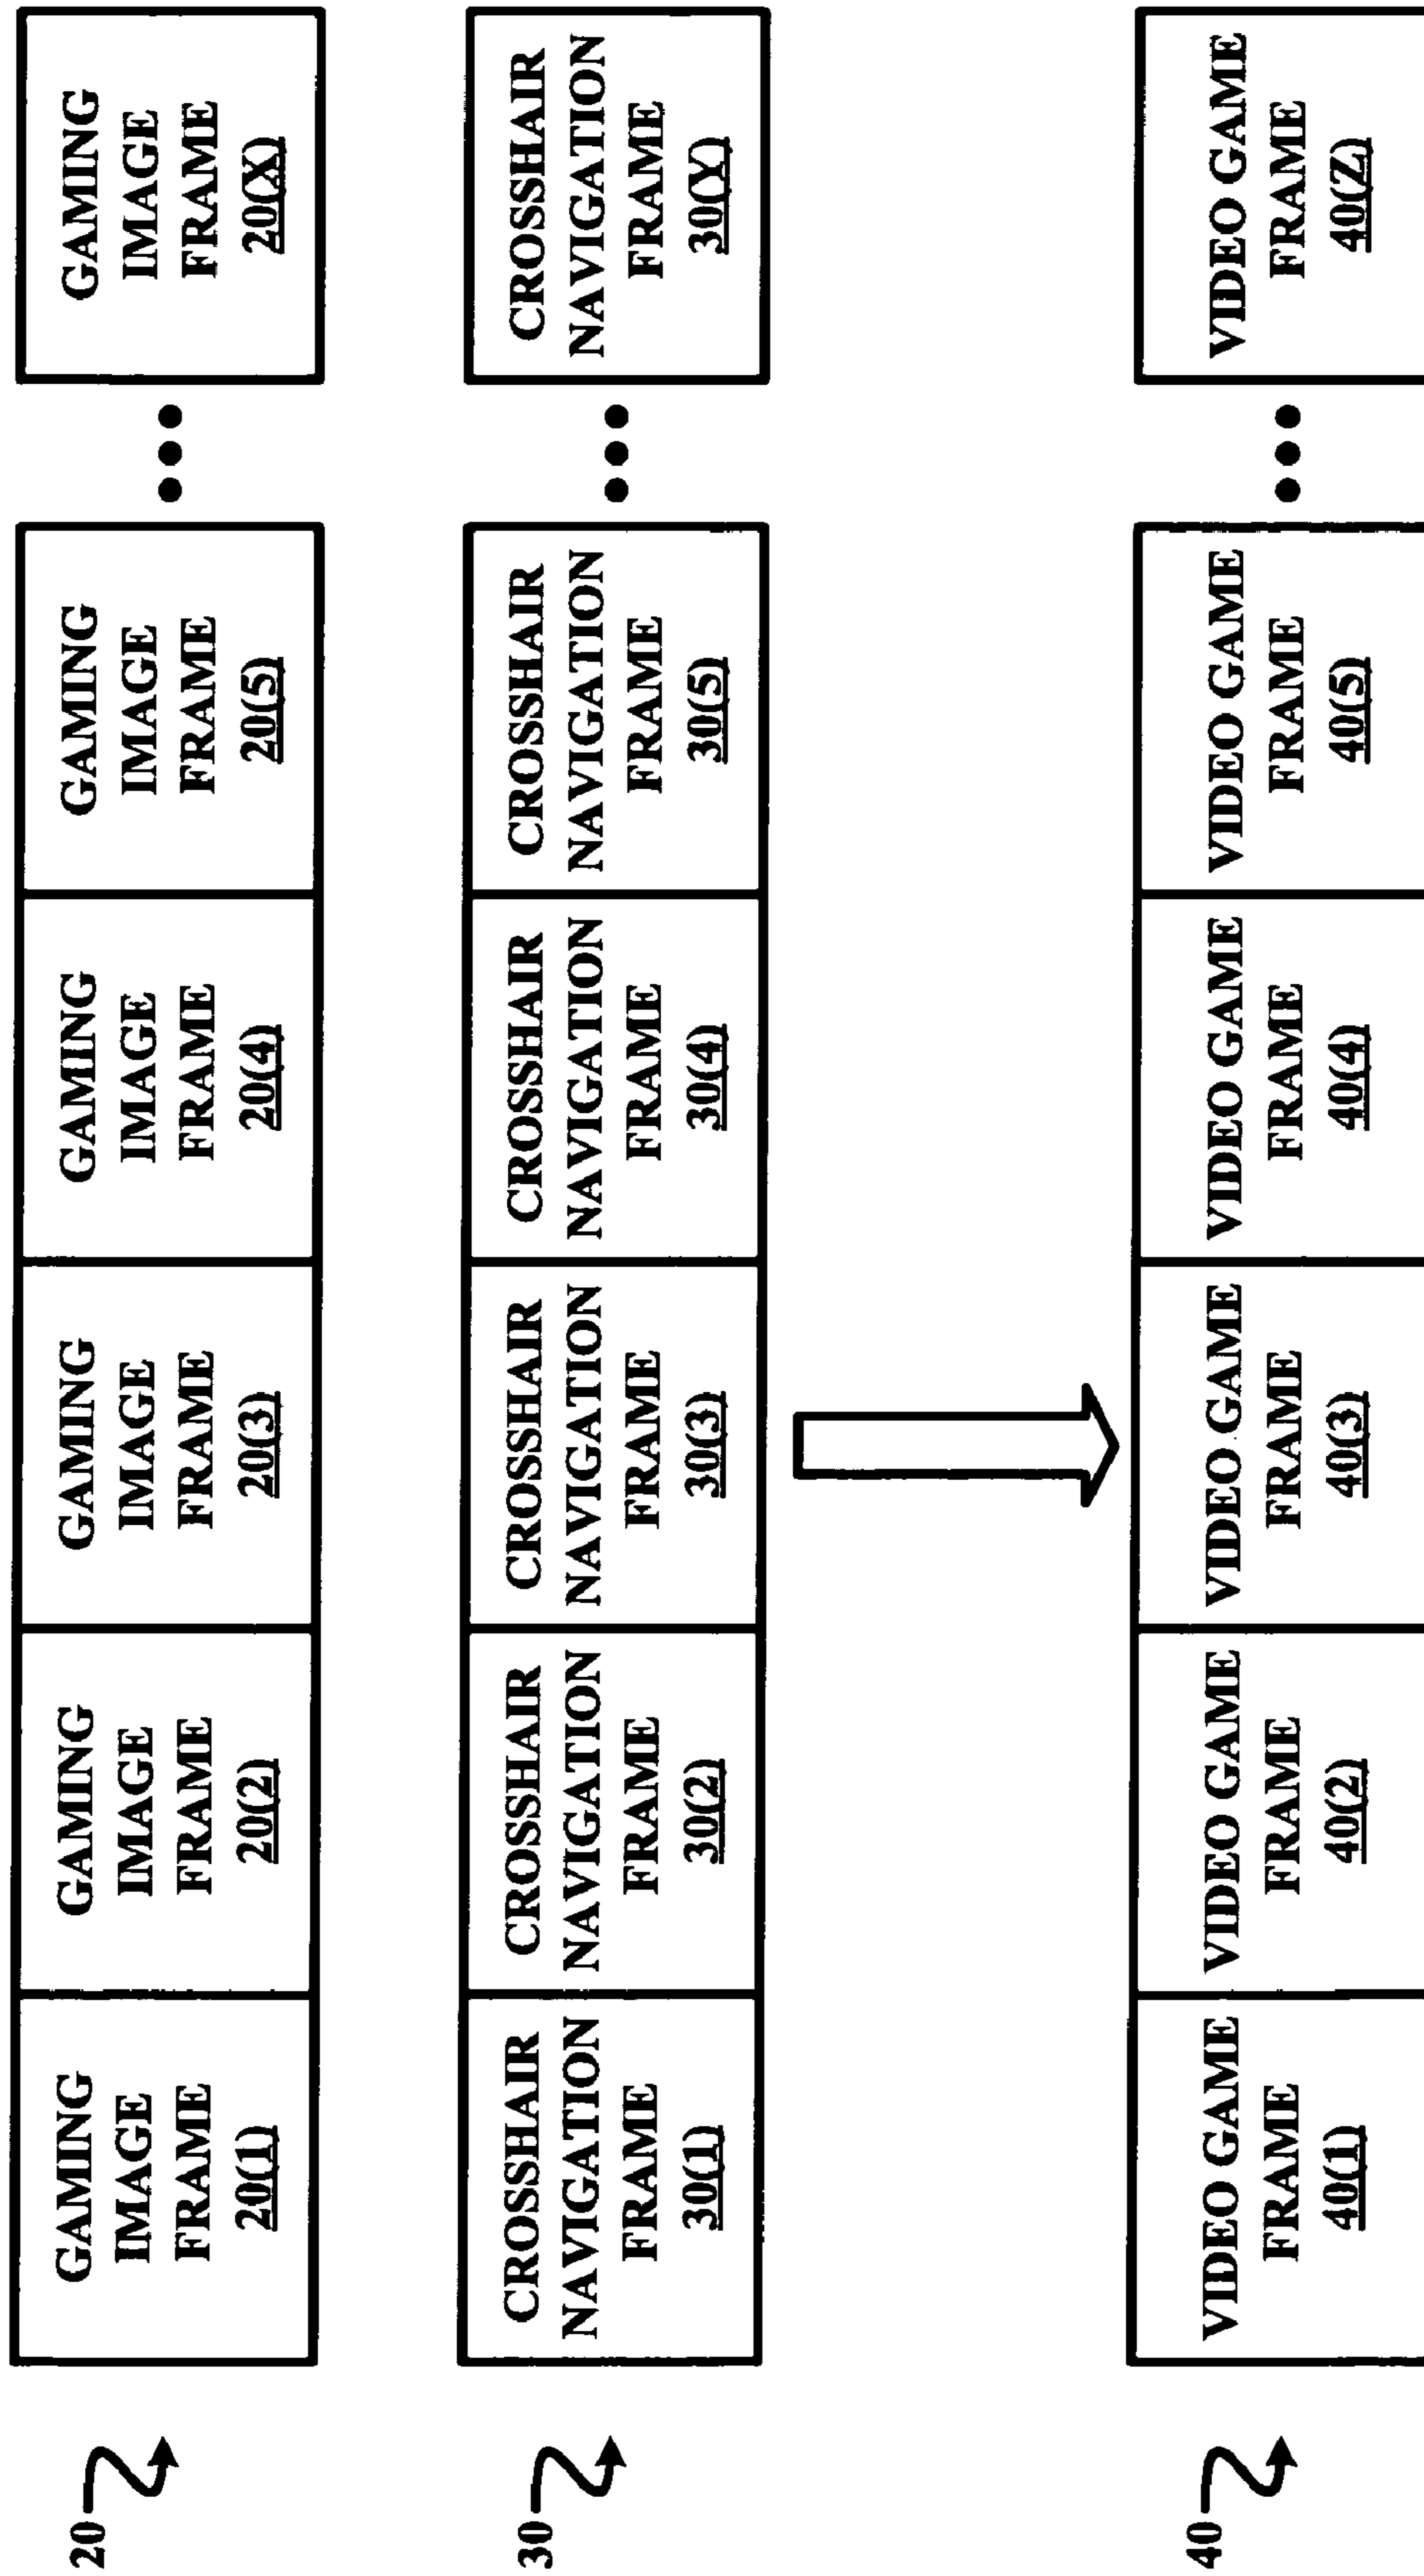 20
GAMING
IMAGE
FRAME
20(1)
GAMING
IMAGE
FRAME
20(2)
GAMING
IMAGE
FRAME
20(3)
GAMING
IMAGE
FRAME
20(4)
GAMING
IMAGE
FRAME
20(5)
GAMING
IMAGE
FRAME
20(X)
30
CROSSHAIR
NAVIGATION
FRAME
30(1)
CROSSHAIR
NAVIGATION
FRAME
30(2)
CROSSHAIR
NAVIGATION
FRAME
30(3)
CROSSHAIR
NAVIGATION
FRAME
30(4)
CROSSHAIR
NAVIGATION
FRAME
30(5)
CROSSHAIR
NAVIGATION
FRAME
30(Y)
40
VIDEO GAME
FRAME
40(1)
VIDEO GAME
FRAME
40(2)
VIDEO GAME
FRAME
40(3)
VIDEO GAME
FRAME
40(4)
VIDEO GAME
FRAME
40(5)
VIDEO GAME
FRAME
40(Z)